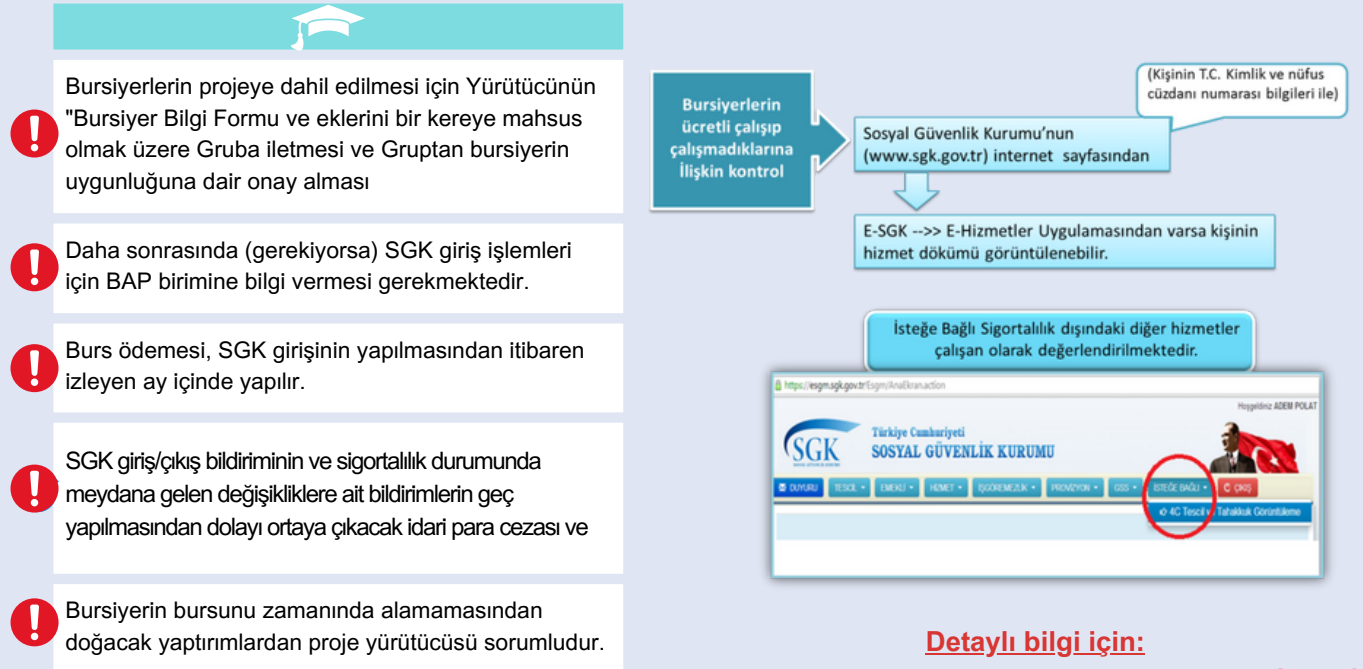 Bursiyerlerin projeye dahil edilmesi için Yürütücünün
"Bursiyer Bilgi Formu ve eklerini bir kereye mahsus
olmak üzere Gruba iletmesi ve Gruptan bursiyerin
uygunluğuna dair onay alması
Daha sonrasında (gerekiyorsa) SGK giriş işlemleri
için BAP birimine bilgi vermesi gerekmektedir.
Burs ödemesi, SGK girişinin yapılmasından itibaren
izleyen ay içinde yapılır.
SGK giriş/çıkış bildiriminin ve sigortalılık durumunda
meydana gelen değişikliklere ait bildirimlerin geç
yapılmasından dolayı ortaya çıkacak idari para cezası ve
Bursiyerin bursunu zamanında alamamasından
doğacak yaptırımlardan proje yürütücüsü sorumludur.
Bursiyerlerin
ücretli çalışıp
çalışmadıklarına
İlişkin kontrol
(Kişinin T.C. Kimlik ve nüfus
cüzdanı numarası bilgileri ile)
Sosyal Güvenlik Kurumu'nun
(www.sgk.gov.tr) internet sayfasından
E-SGK -->> E-Hizmetler Uygulamasından varsa kişinin
hizmet dökümü görüntülenebilir.
İsteğe Bağlı Sigortalılık dışındaki diğer hizmetler
çalışan olarak değerlendirilmektedir.
https://esgm.sgk.gov.tr/Esgm/AnaEkran.action
Hoşgeldiniz ADEM POLAT
SGK
Türkiye Cumhuriyeti
SOSYAL GÜVENLİK KURUMU
DUYURU TESCİL EMEKLİ HİZMET İŞGÖREMEZLİK PROVİZYON GSS İSTEĞE BAĞLI ÇIKIŞ
4C Tescil Tahakkuk Görüntüleme
Detaylı bilgi için: